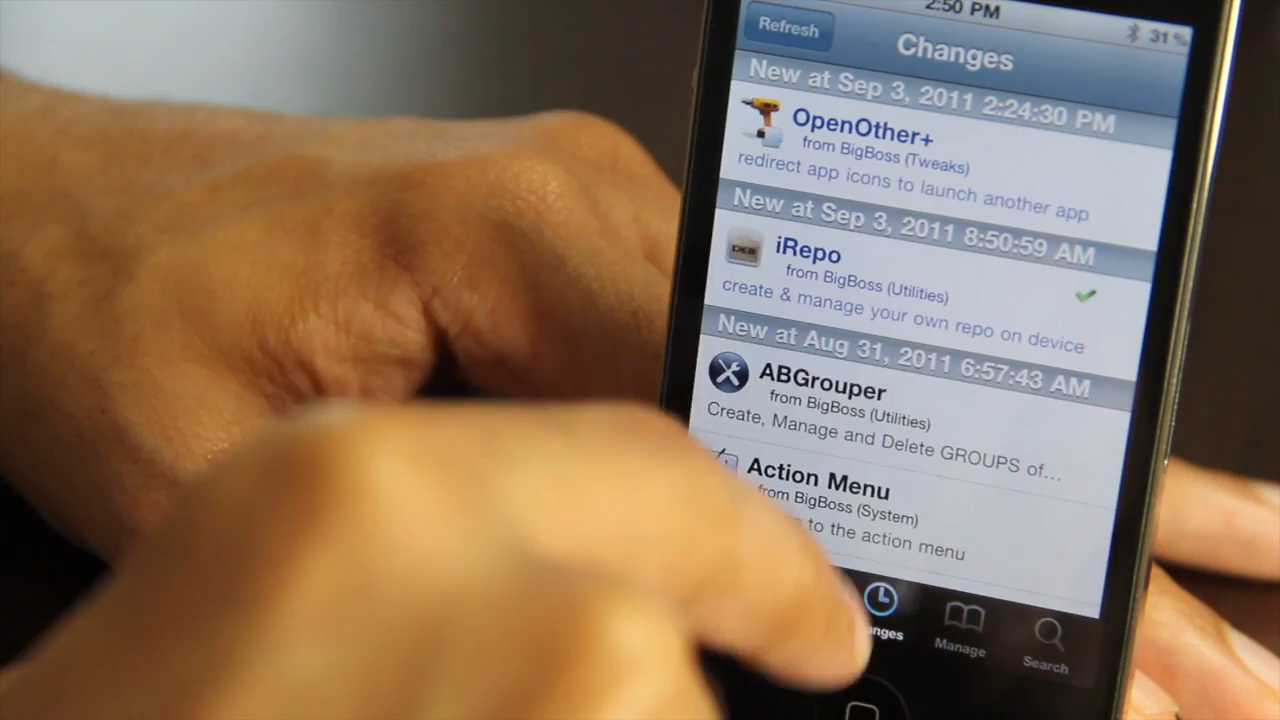 2:50 PM
31%
Refresh
Changes
New at Sep 3, 2011 2:24:30 PM
OpenOther+
from BigBoss (Tweaks)
redirect app icons to launch another app
New at Sep 3, 2011 8:50:59 AM
DEB
iRepo
from BigBoss (Utilities)
create & manage your own repo on device
New at Aug 31, 2011 6:57:43 AM
ABGrouper
from BigBoss (Utilities)
Create, Manage and Delete GROUPS of...
Action Menu
from BigBoss (System)
to the action menu
anges
Manage
Search